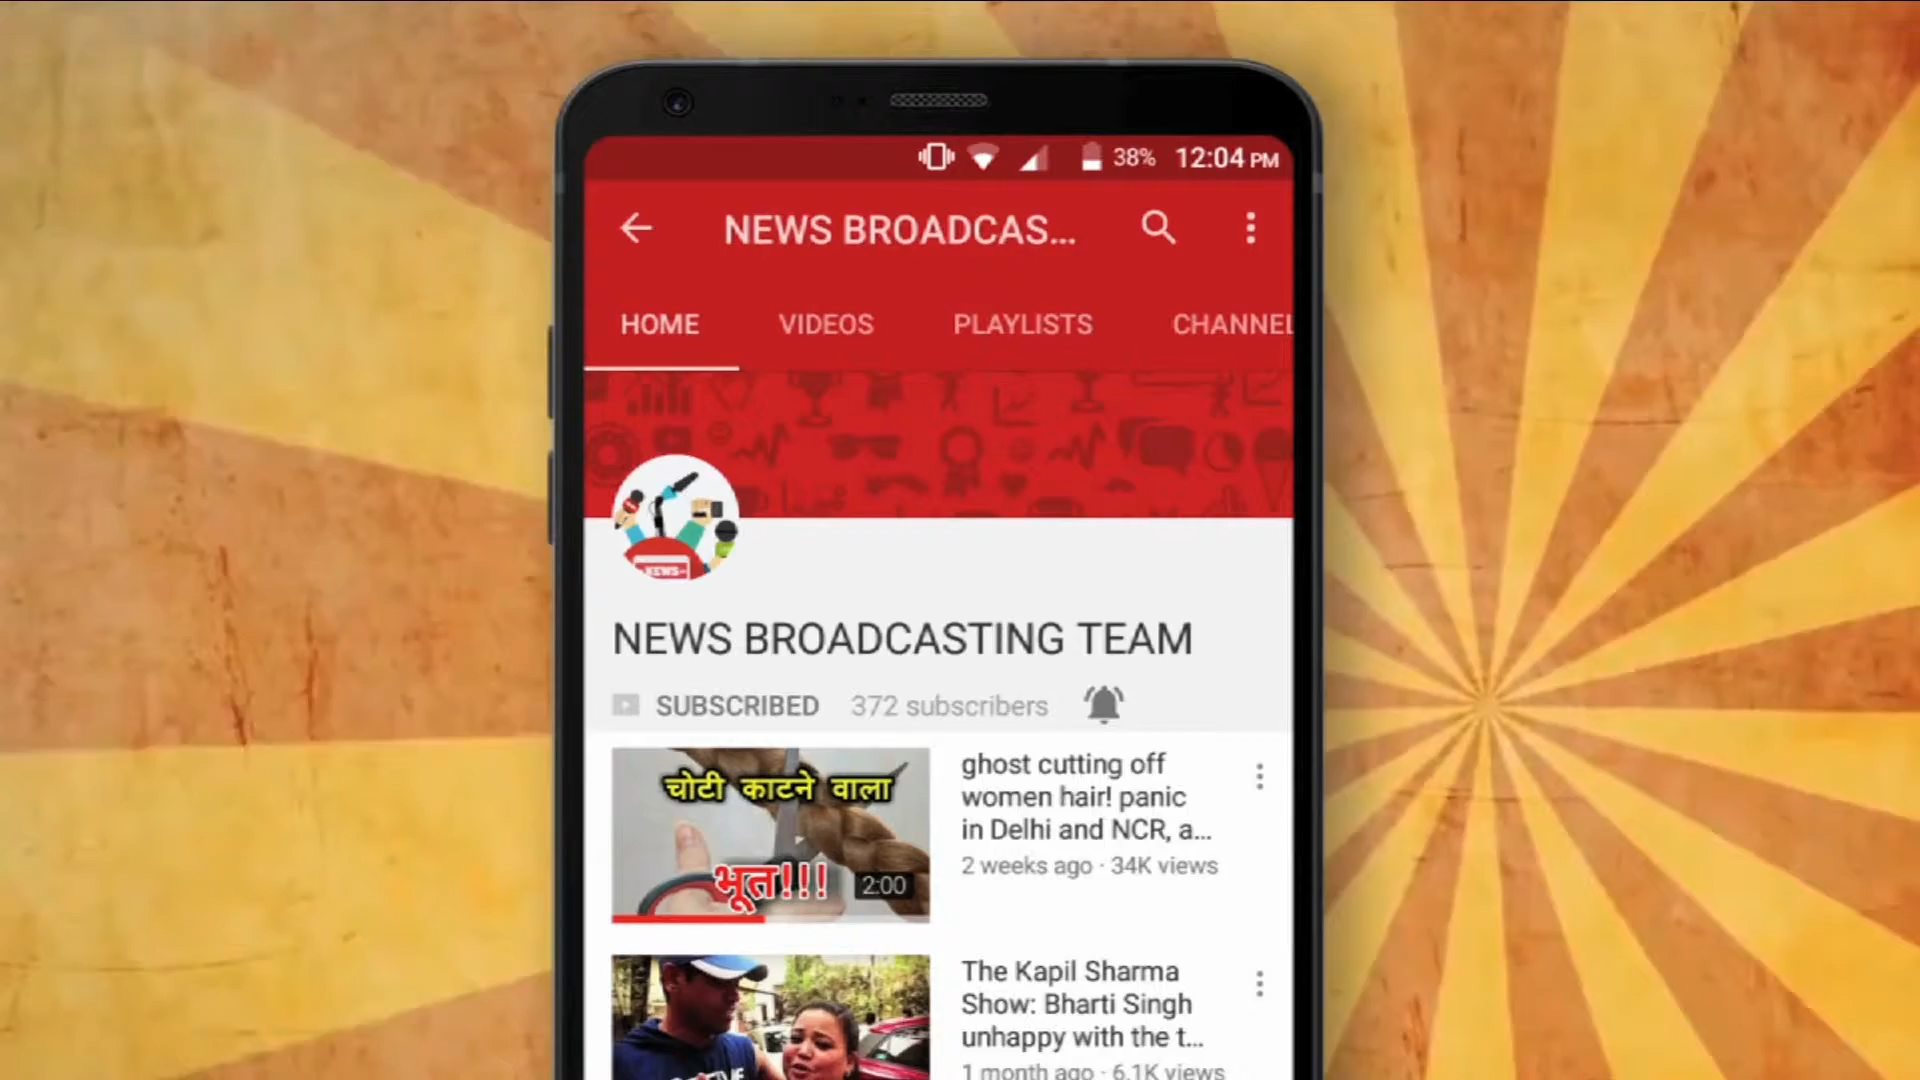 38% 12:04 PM
NEWS BROADCAS...
HOME VIDEOS PLAYLISTS CHANNEL
NEWS
NEWS BROADCASTING TEAM
SUBSCRIBED 372 subscribers
चोटी काटने वाला
भूत!!!
2:00
ghost cutting off
women hair! panic
in Delhi and NCR, a...
2 weeks ago · 34K views
The Kapil Sharma
Show: Bharti Singh
unhappy with the t...
1 month ago · 6.1K views